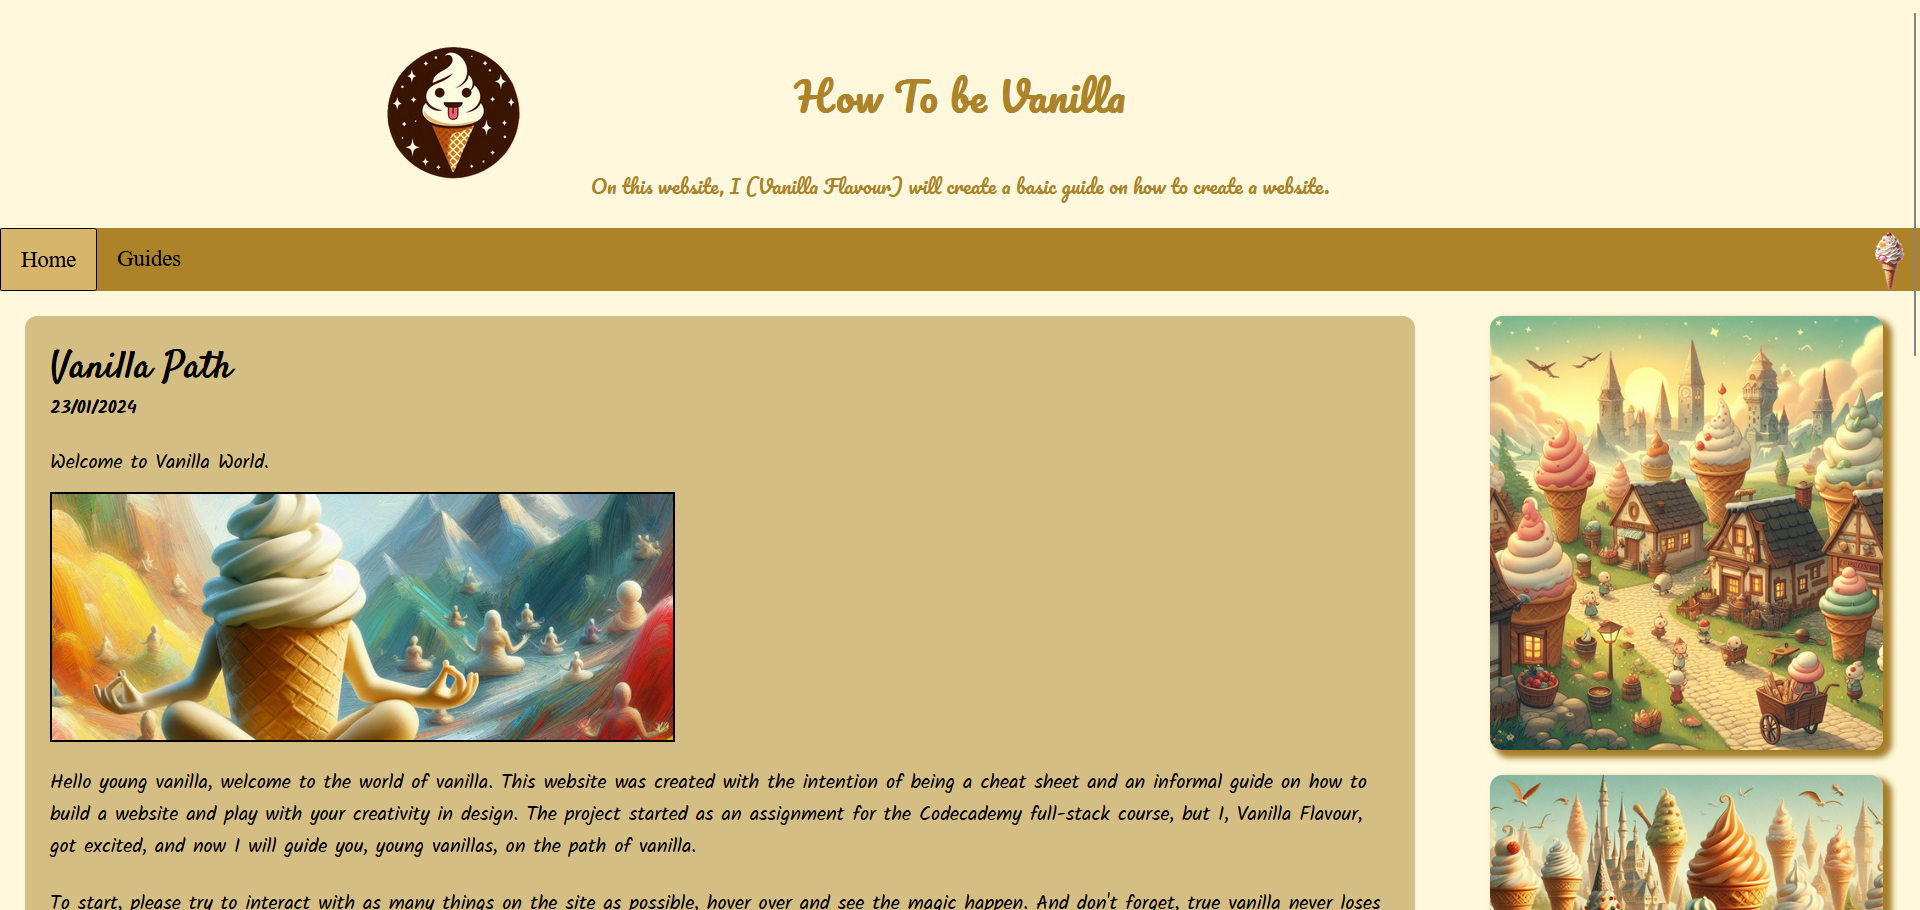 How To be Vanilla
On this website, I (Vanilla Flavour) will create a basic guide on how to create a website.
Home
Guides
Vanilla Path
23/01/2024
Welcome to Vanilla World.
Hello young vanilla, welcome to the world of vanilla. This website was created with the intention of being a cheat sheet and an informal guide on how to
build a website and play with your creativity in design. The project started as an assignment for the Codecademy full-stack course, but I, Vanilla Flavour,
got excited, and now I will guide you, young vanillas, on the path of vanilla.
To start, please try to interact with as many things on the site as possible, hover over and see the magic happen. And don't forget, true vanilla never loses